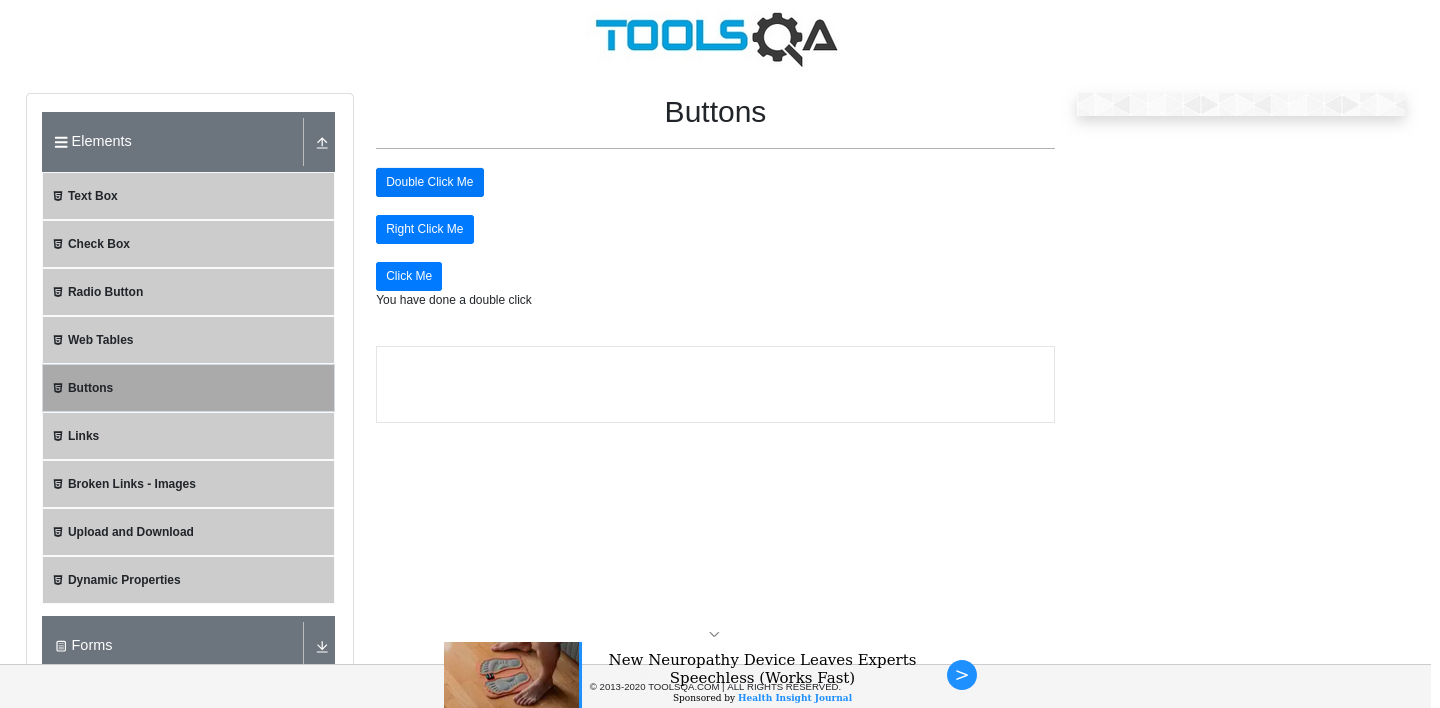 TOOLSQA
Elements
Text Box
Check Box
Radio Button
Web Tables
Buttons
Links
Broken Links - Images
Upload and Download
Dynamic Properties
Forms
Buttons
Double Click Me
Right Click Me
Click Me
You have done a double click
New Neuropathy Device Leaves Experts
Speechless (Works Fast)
Sponsored by Health Insight Journal
>
© 2013-2020 TOOLSQA.COM | ALL RIGHTS RESERVED.